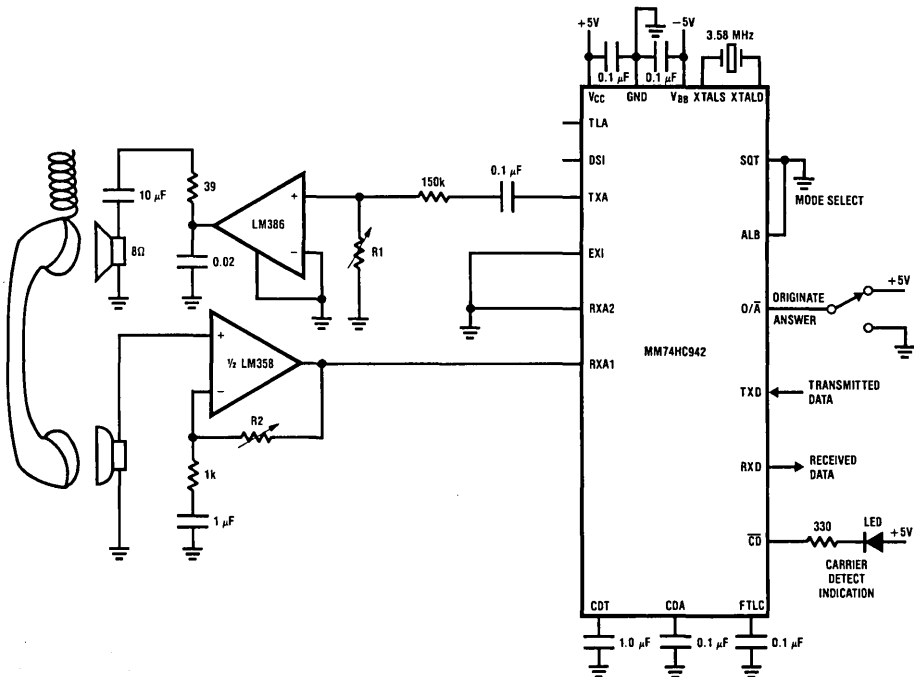 +5V
−5V
3.58 MHz
0.1 µF
0.1 µF
VCC
GND
VBB
XTALS
XTALD
TLA
DSI
TXA
EXI
RXA2
RXA1
SQT
ALB
O/A̅
TXD
RXD
C̅D̅
CDT
CDA
FTLC
MM74HC942
MODE SELECT
ORIGINATE
ANSWER
+5V
TRANSMITTED
DATA
RECEIVED
DATA
330
LED
+5V
CARRIER
DETECT
INDICATION
0.1 µF
150k
R1
LM386
+
−
39
10 µF
8Ω
0.02
½ LM358
+
−
R2
1k
1 µF
1.0 µF
0.1 µF
0.1 µF